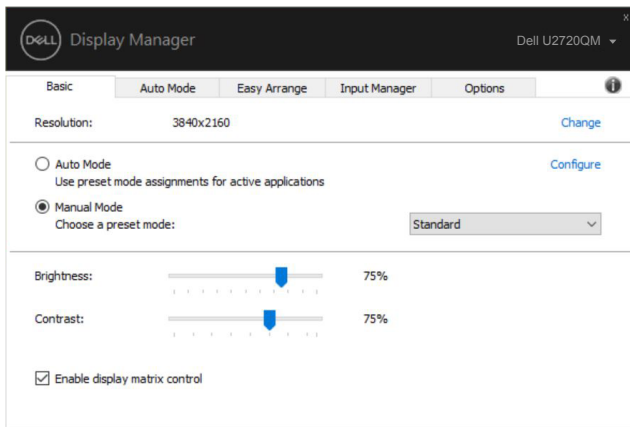 x
DELL Display Manager Dell U2720QM
Basic Auto Mode Easy Arrange Input Manager Options i
Resolution: 3840x2160 Change
Auto Mode Configure
Use preset mode assignments for active applications
Manual Mode
Choose a preset mode: Standard
Brightness: 75%
Contrast: 75%
Enable display matrix control